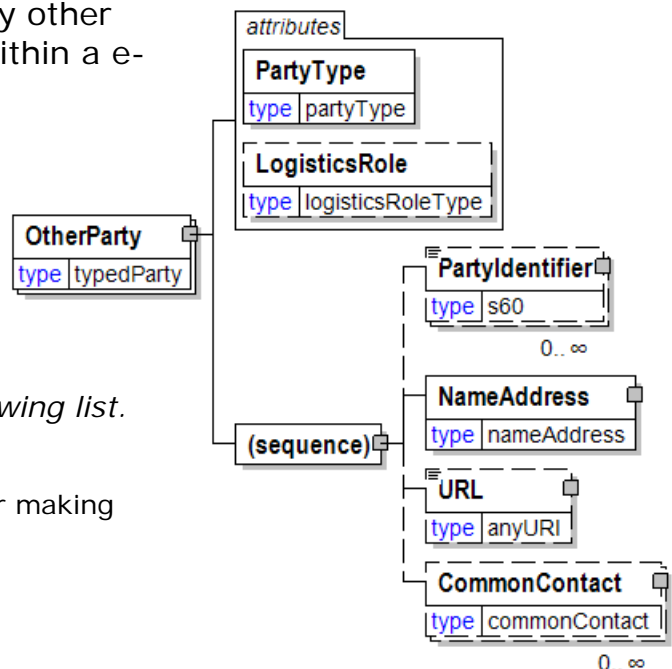 y other
ithin a e-
attributes
PartyType
type partyType
LogisticsRole
type logisticsRoleType
OtherParty
type typedParty
PartyIdentifier
type s60
0.. ∞
wing list.
NameAddress
type nameAddress
(sequence)
r making
URL
type anyURI
CommonContact
type commonContact
0.. ∞